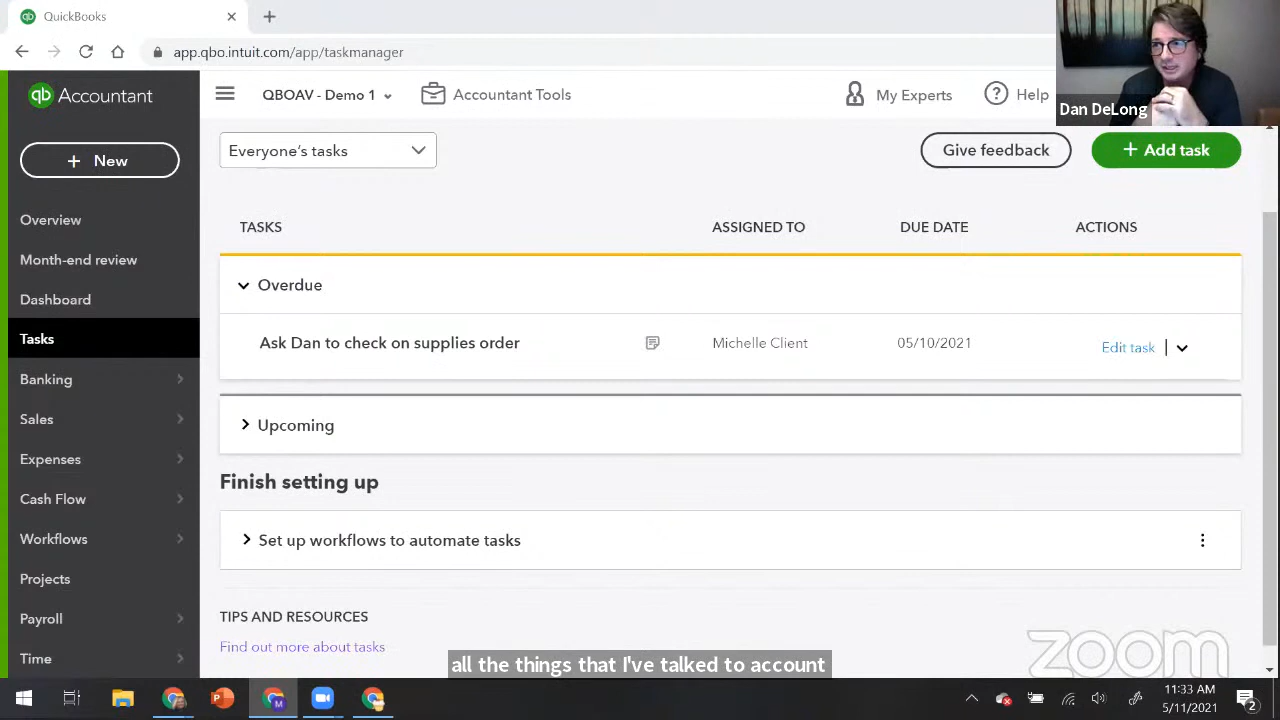 QuickBooks
app.qbo.intuit.com/app/taskmanager
Dan DeLong
qb Accountant
QBOAV - Demo 1
Accountant Tools
My Experts
Help
+ New
Everyone's tasks
Give feedback
+ Add task
Overview
Month-end review
Dashboard
Tasks
Banking
Sales
Expenses
Cash Flow
Workflows
Projects
Payroll
Time
TASKS
ASSIGNED TO
DUE DATE
ACTIONS
Overdue
Ask Dan to check on supplies order
Michelle Client
05/10/2021
Edit task
Upcoming
Finish setting up
Set up workflows to automate tasks
TIPS AND RESOURCES
Find out more about tasks
all the things that I've talked to account
zoom
11:33 AM
5/11/2021
2